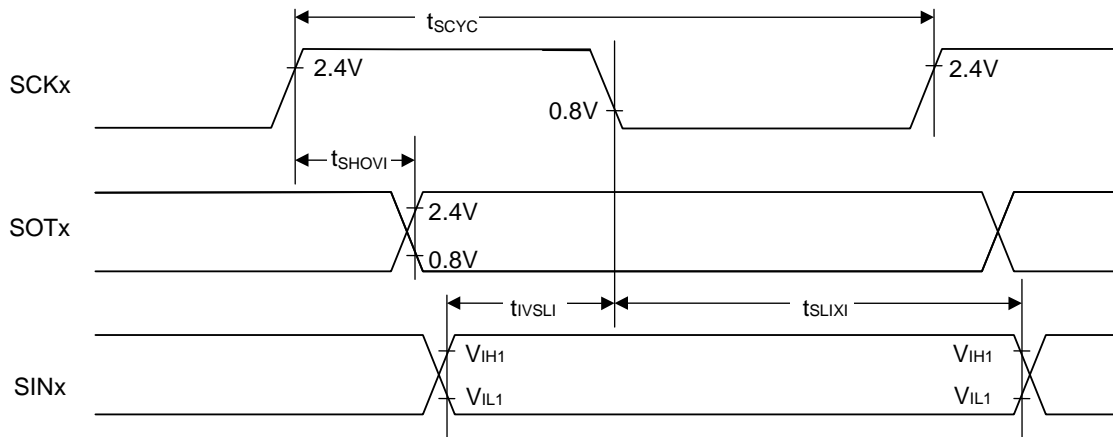 tSCYC
SCKx
2.4V
2.4V
0.8V
tSHOVI
SOTx
2.4V
0.8V
tIVSLI
tSLIXI
SINx
VIH1
VIH1
VIL1
VIL1